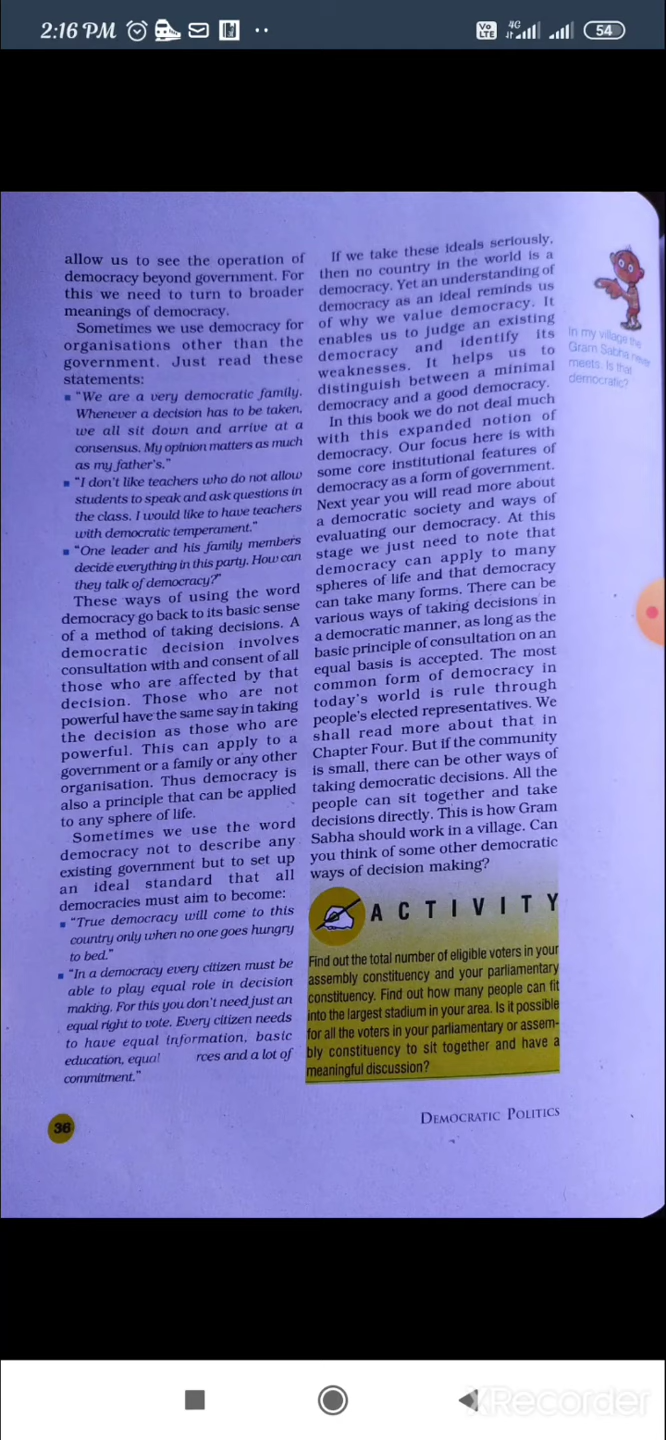 2:16 PM
Vo LTE 4G 54
allow us to see the operation of
democracy beyond government. For
this we need to turn to broader
meanings of democracy.
Sometimes we use democracy for
organisations other than the
government. Just read these
statements:
"We are a very democratic family.
Whenever a decision has to be taken,
we all sit down and arrive at a
consensus. My opinion matters as much
as my father's."
"I don't like teachers who do not allow
students to speak and ask questions in
the class. I would like to have teachers
with democratic temperament."
"One leader and his family members
decide everything in this party. How can
they talk of democracy?"
These ways of using the word
democracy go back to its basic sense
of a method of taking decisions. A
democratic decision involves
consultation with and consent of all
those who are affected by that
decision. Those who are not
powerful have the same say in taking
the decision as those who are
powerful. This can apply to a
government or a family or any other
organisation. Thus democracy is
also a principle that can be applied
to any sphere of life.
Sometimes we use the word
democracy not to describe any
existing government but to set up
an ideal standard that all
democracies must aim to become:
"True democracy will come to this
country only when no one goes hungry
to bed."
"In a democracy every citizen must be
able to play equal role in decision
making. For this you don't need just an
equal right to vote. Every citizen needs
to have equal information, basic
education, equal rces and a lot of
commitment."
If we take these ideals seriously,
then no country in the world is a
democracy. Yet an understanding of
democracy as an ideal reminds us
of why we value democracy. It
enables us to judge an existing
democracy and identify its
weaknesses. It helps us to
distinguish between a minimal
democracy and a good democracy.
In this book we do not deal much
with this expanded notion of
democracy. Our focus here is with
some core institutional features of
democracy as a form of government.
Next year you will read more about
a democratic society and ways of
evaluating our democracy. At this
stage we just need to note that
democracy can apply to many
spheres of life and that democracy
can take many forms. There can be
various ways of taking decisions in
a democratic manner, as long as the
basic principle of consultation on an
equal basis is accepted. The most
common form of democracy in
today's world is rule through
people's elected representatives. We
shall read more about that in
Chapter Four. But if the community
is small, there can be other ways of
taking democratic decisions. All the
people can sit together and take
decisions directly. This is how Gram
Sabha should work in a village. Can
you think of some other democratic
ways of decision making?
In my village the
Gram Sabha never
meets. Is that
democratic?
ACTIVITY
Find out the total number of eligible voters in your
assembly constituency and your parliamentary
constituency. Find out how many people can fit
into the largest stadium in your area. Is it possible
for all the voters in your parliamentary or assem-
bly constituency to sit together and have a
meaningful discussion?
36
DEMOCRATIC POLITICS
XRecorder